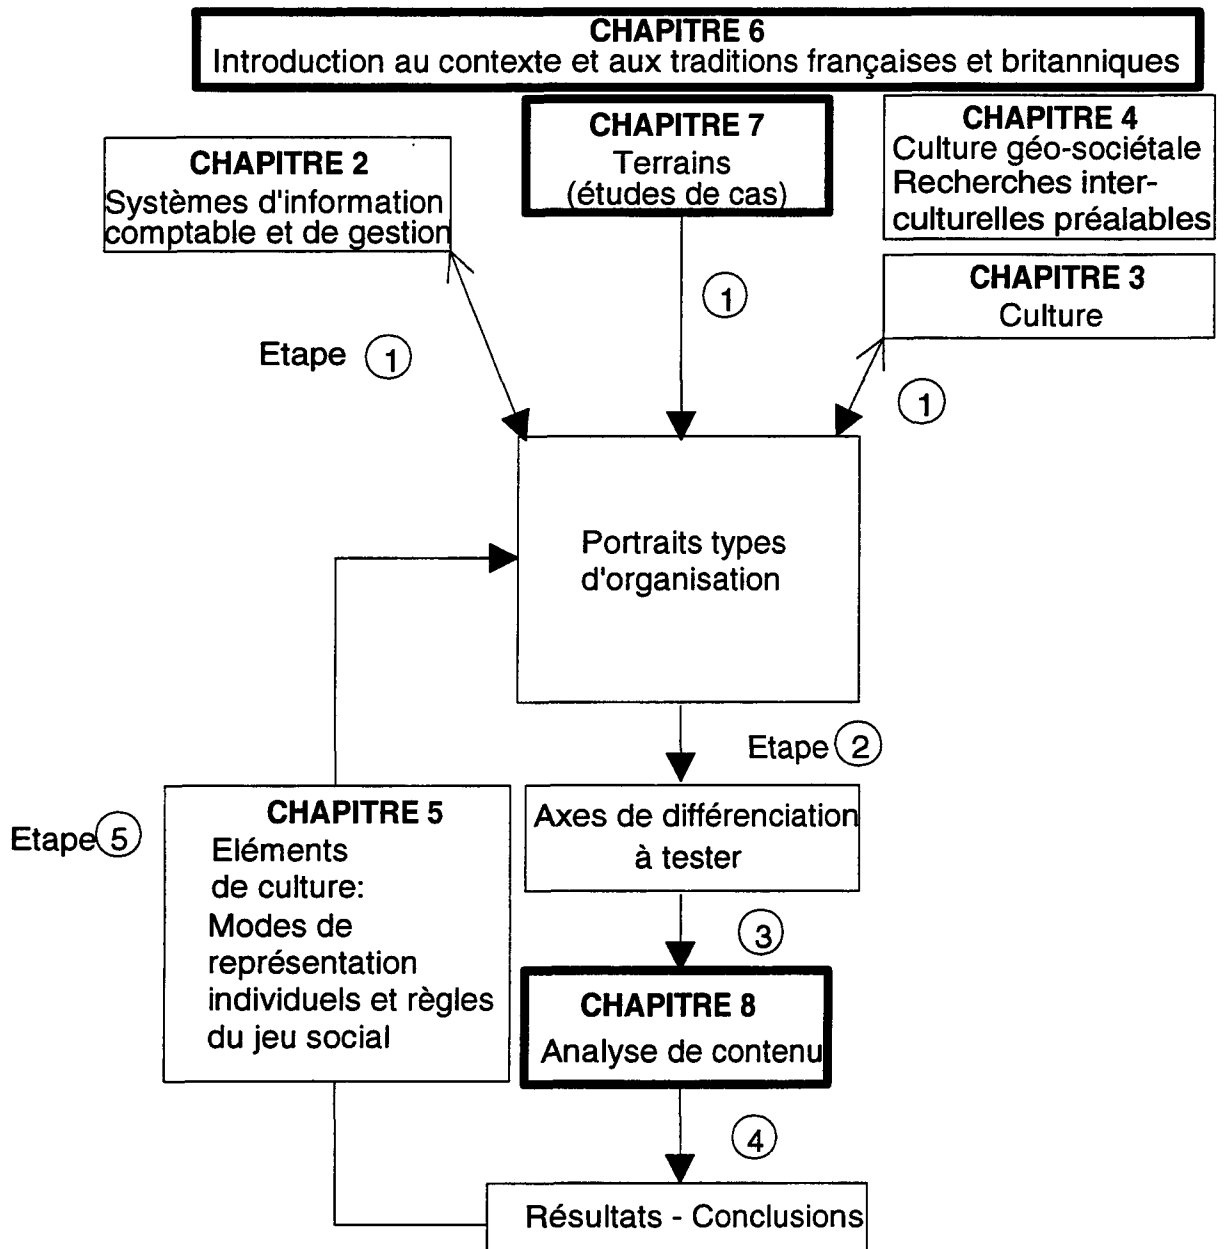 CHAPITRE 6
Introduction au contexte et aux traditions françaises et britanniques
CHAPITRE 7
Terrains
(études de cas)
CHAPITRE 4
Culture géo-sociétale
Recherches inter-
culturelles préalables
CHAPITRE 2
Systèmes d'information
comptable et de gestion
CHAPITRE 3
Culture
1
Etape 1
1
Portraits types
d'organisation
Etape 2
Axes de différenciation
à tester
Etape 5
CHAPITRE 5
Eléments
de culture:
Modes de
représentation
individuels et règles
du jeu social
3
CHAPITRE 8
Analyse de contenu
4
Résultats - Conclusions